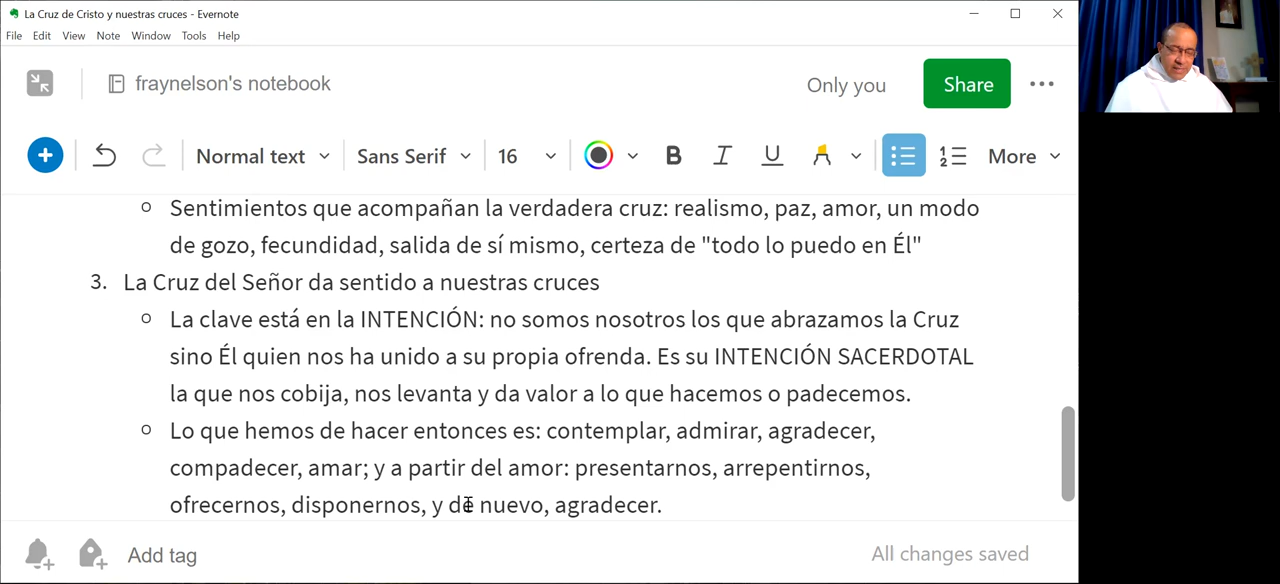 La Cruz de Cristo y nuestras cruces - Evernote
File Edit View Note Window Tools Help
fraynelson's notebook
Only you
Share
Normal text
Sans Serif
16
B I U
More
Sentimientos que acompañan la verdadera cruz: realismo, paz, amor, un modo
de gozo, fecundidad, salida de sí mismo, certeza de "todo lo puedo en Él"
3. La Cruz del Señor da sentido a nuestras cruces
La clave está en la INTENCIÓN: no somos nosotros los que abrazamos la Cruz
sino Él quien nos ha unido a su propia ofrenda. Es su INTENCIÓN SACERDOTAL
la que nos cobija, nos levanta y da valor a lo que hacemos o padecemos.
Lo que hemos de hacer entonces es: contemplar, admirar, agradecer,
compadecer, amar; y a partir del amor: presentarnos, arrepentirnos,
ofrecernos, disponernos, y de nuevo, agradecer.
Add tag
All changes saved